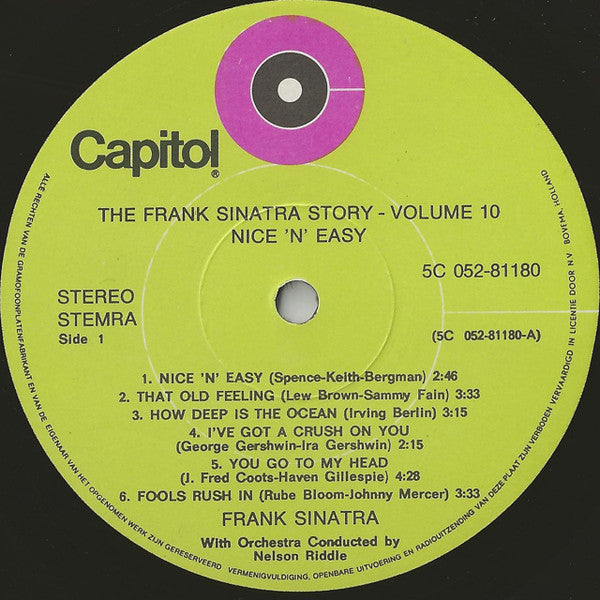 Capitol®
THE FRANK SINATRA STORY - VOLUME 10
NICE 'N' EASY
5C 052-81180
STEREO
STEMRA
Side 1
(5C 052-81180-A)
1. NICE 'N' EASY (Spence-Keith-Bergman) 2:46
2. THAT OLD FEELING (Lew Brown-Sammy Fain) 3:33
3. HOW DEEP IS THE OCEAN (Irving Berlin) 3:15
4. I'VE GOT A CRUSH ON YOU
(George Gershwin-Ira Gershwin) 2:15
5. YOU GO TO MY HEAD
(J. Fred Coots-Haven Gillespie) 4:28
6. FOOLS RUSH IN (Rube Bloom-Johnny Mercer) 3:33
FRANK SINATRA
With Orchestra Conducted by
Nelson Riddle
ALLE RECHTEN VAN DE GRAMOFOONPLATENFABRIKANT EN VAN DE EIGENAAR VAN HET OPGENOMEN WERK ZIJN GERESERVEERD VERMENIGVULDIGING, OPENBARE UITVOERING EN RADIOUITZENDING VAN DEZE PLAAT ZIJN VERBODEN VERVAARDIGD IN LICENTIE DOOR N.V BOVEMA, HOLLAND